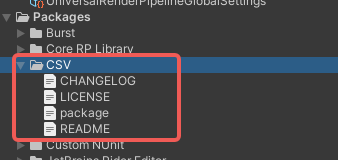 UniversalRenderPipelineGlobalSettings
Packages
Burst
Core RP Library
CSV
CHANGELOG
LICENSE
package
README
Custom NUnit
JetBrains Rider Editor